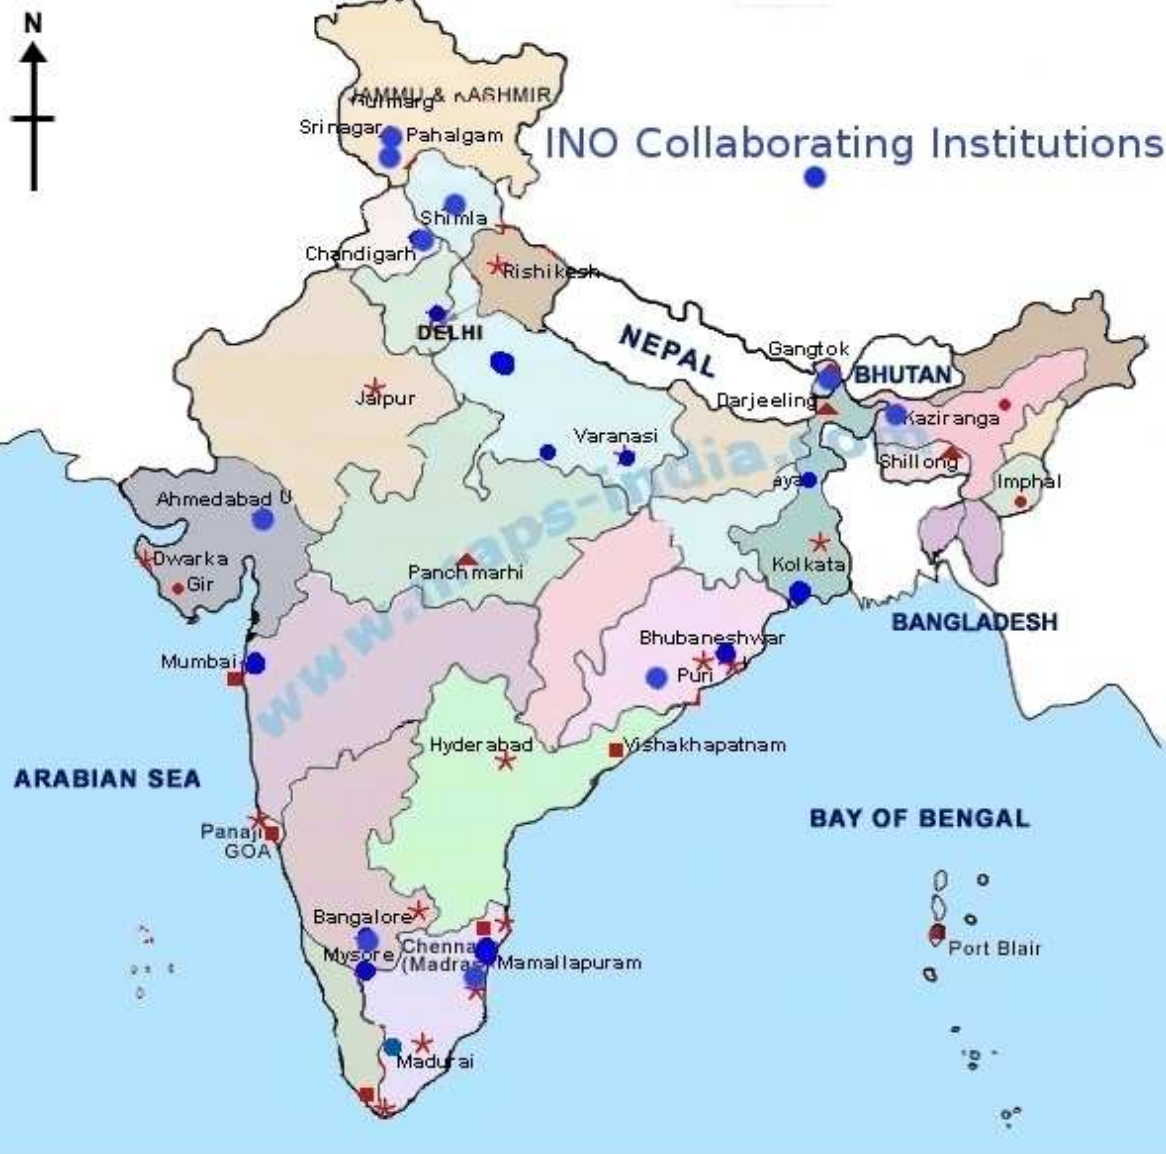 N
JAMMU & KASHMIR
Srinagar
Pahalgam
INO Collaborating Institutions
Shimla
Chandigarh
Rishikesh
DELHI
NEPAL
Gangtok
BHUTAN
Jaipur
Darjeeling
Kaziranga
Varanasi
Shillong
Imphal
aya
Ahmedabad U
Dwarka
Gir
Panchmarhi
Kolkata
www.maps-india.com
BANGLADESH
Bhubaneshwar
Mumbai
Puri
Hyderabad
Vishakhapatnam
ARABIAN SEA
BAY OF BENGAL
Panaji
GOA
Bangalore
Mysore
Chenna
(Madras
Mamallapuram
Port Blair
Madurai